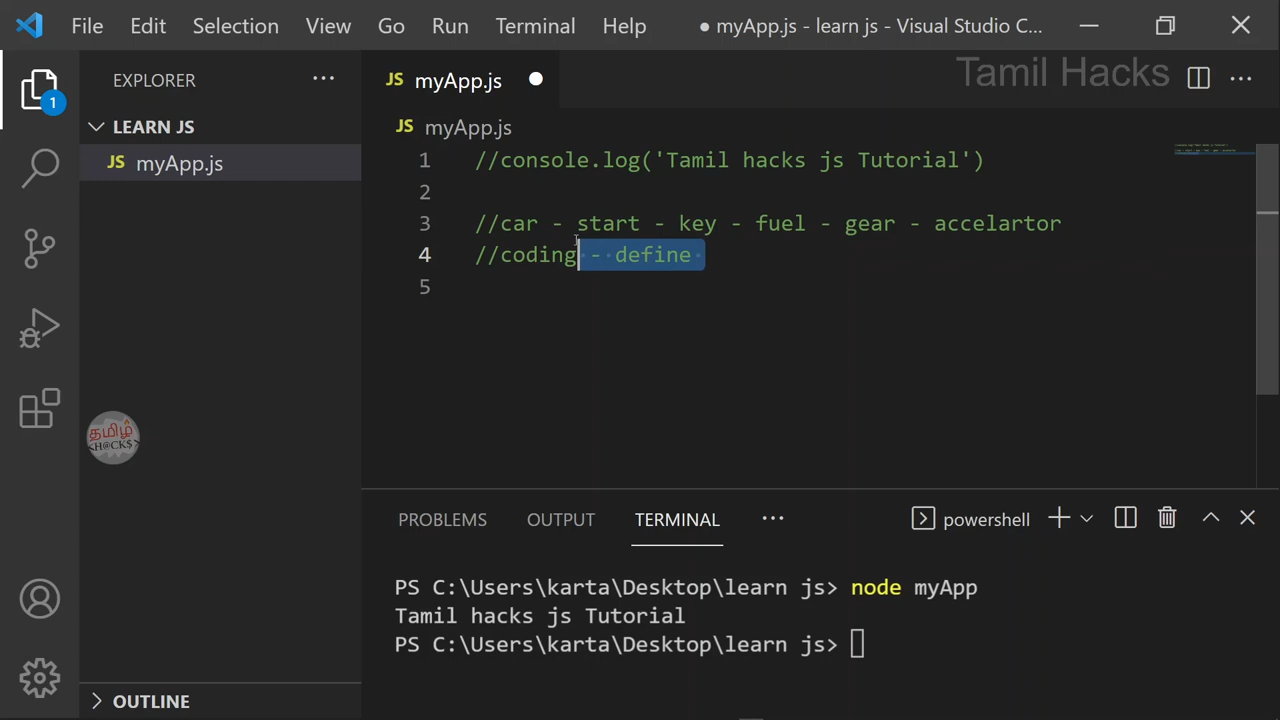 File Edit Selection View Go Run Terminal Help ● myApp.js - learn js - Visual Studio C...
EXPLORER ...
JS myApp.js ●
Tamil Hacks
LEARN JS
JS myApp.js
JS myApp.js
1 //console.log('Tamil hacks js Tutorial')
2
3 //car - start - key - fuel - gear - accelartor
4 //coding - define
5
1
தமிழ்
<H@CK$>
PROBLEMS OUTPUT TERMINAL ... powershell
PS C:\Users\karta\Desktop\learn js> node myApp
Tamil hacks js Tutorial
PS C:\Users\karta\Desktop\learn js>
OUTLINE